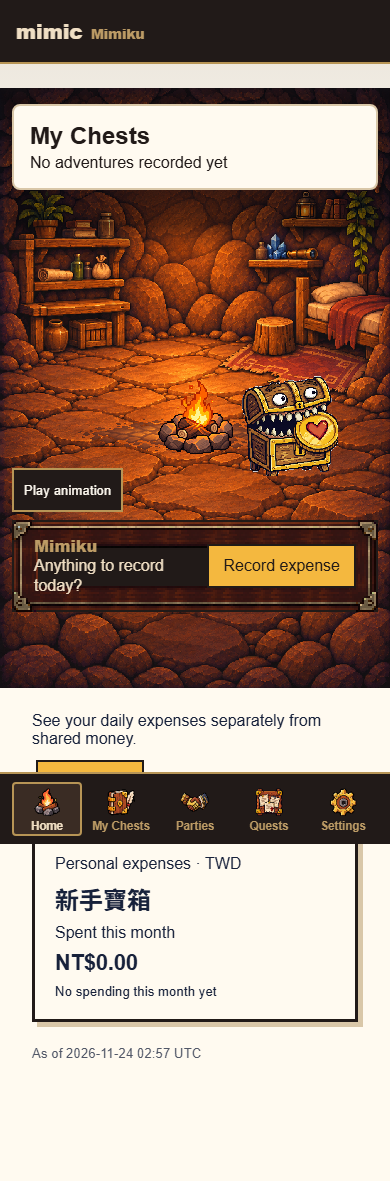 mimic Mimiku
My Chests
No adventures recorded yet
Play animation
Mimiku
Anything to record
today?
Record expense
See your daily expenses separately from
shared money.
Home
My Chests
Parties
Quests
Settings
Personal expenses · TWD
新手寶箱
Spent this month
NT$0.00
No spending this month yet
As of 2026-11-24 02:57 UTC